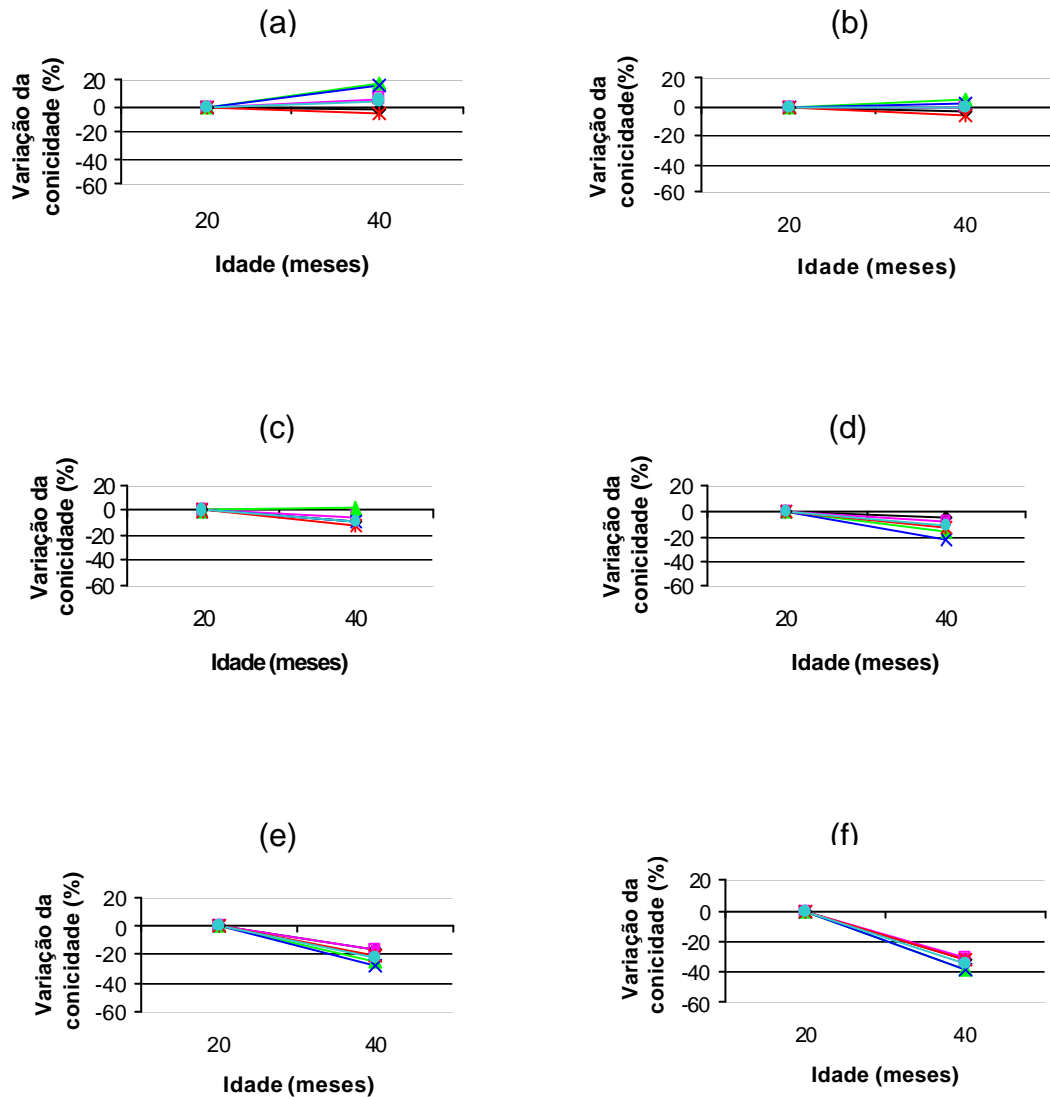 (a)
Variação da
conicidade (%)
20
0
-20
-40
-60
20
40
Idade (meses)
(b)
Variação da
conicidade(%)
20
0
-20
-40
-60
20
40
Idade (meses)
(c)
Variação da
conicidade (%)
20
0
-20
-40
-60
20
40
Idade (meses)
(d)
Variação da
conicidade (%)
20
0
-20
-40
-60
20
40
Idade (meses)
(e)
Variação da
conicidade (%)
20
0
-20
-40
-60
20
40
Idade (meses)
(f)
Variação da
conicidade (%)
20
0
-20
-40
-60
20
40
Idade (meses)